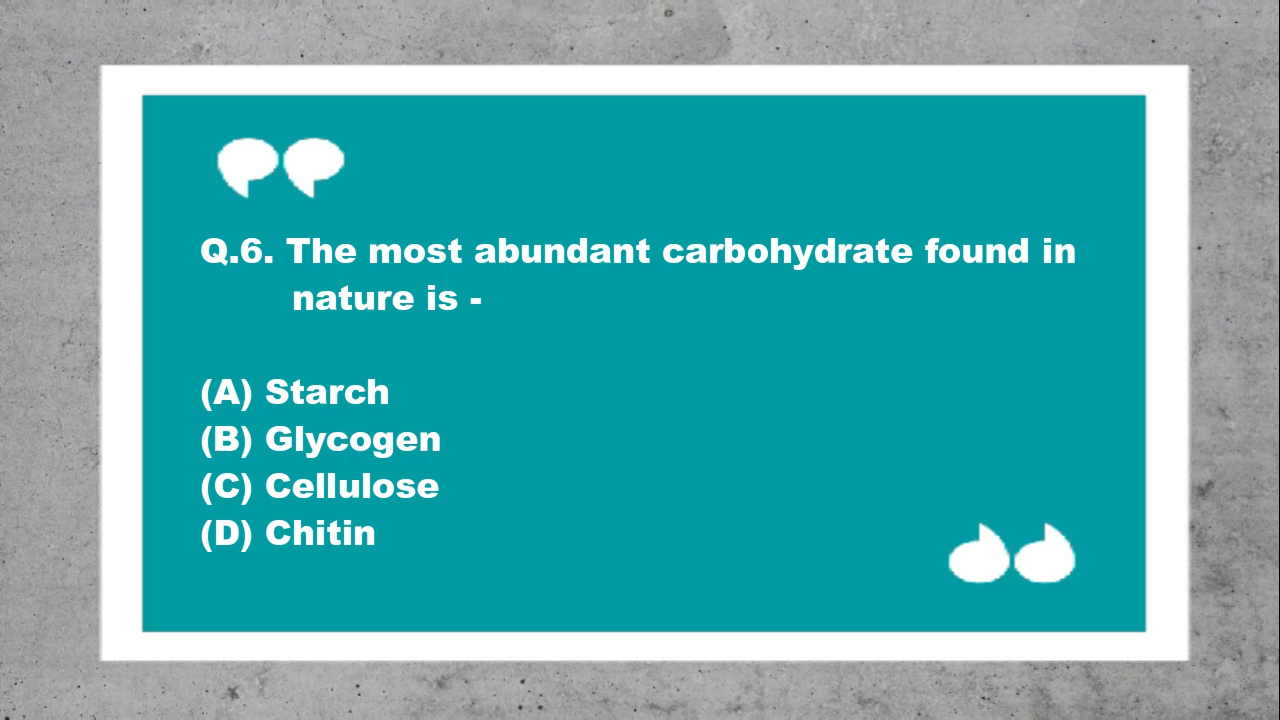 Q.6. The most abundant carbohydrate found in
nature is -
(A) Starch
(B) Glycogen
(C) Cellulose
(D) Chitin